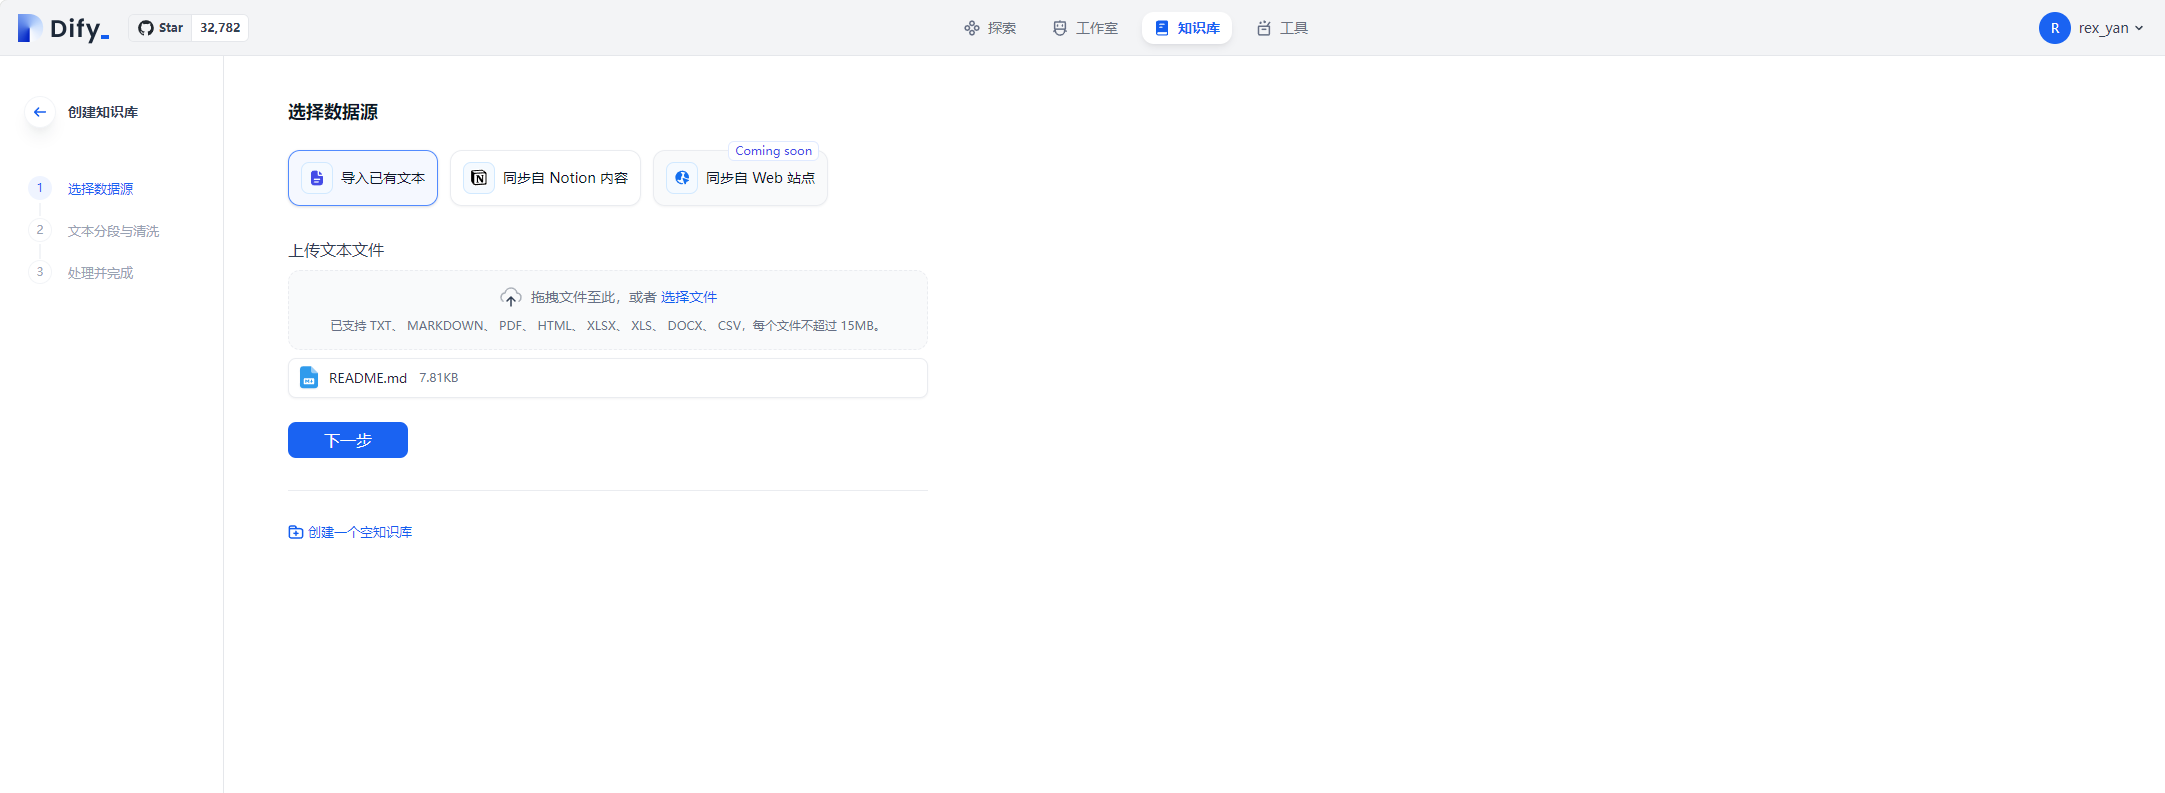 Dify_
Star 32,782
探索 工作室 知识库 工具
R rex_yan
创建知识库
1 选择数据源
2 文本分段与清洗
3 处理并完成
选择数据源
Coming soon
导入已有文本 同步自 Notion 内容 同步自 Web 站点
上传文本文件
拖拽文件至此，或者 选择文件
已支持 TXT、 MARKDOWN、 PDF、 HTML、 XLSX、 XLS、 DOCX、 CSV，每个文件不超过 15MB。
README.md 7.81KB
下一步
创建一个空知识库